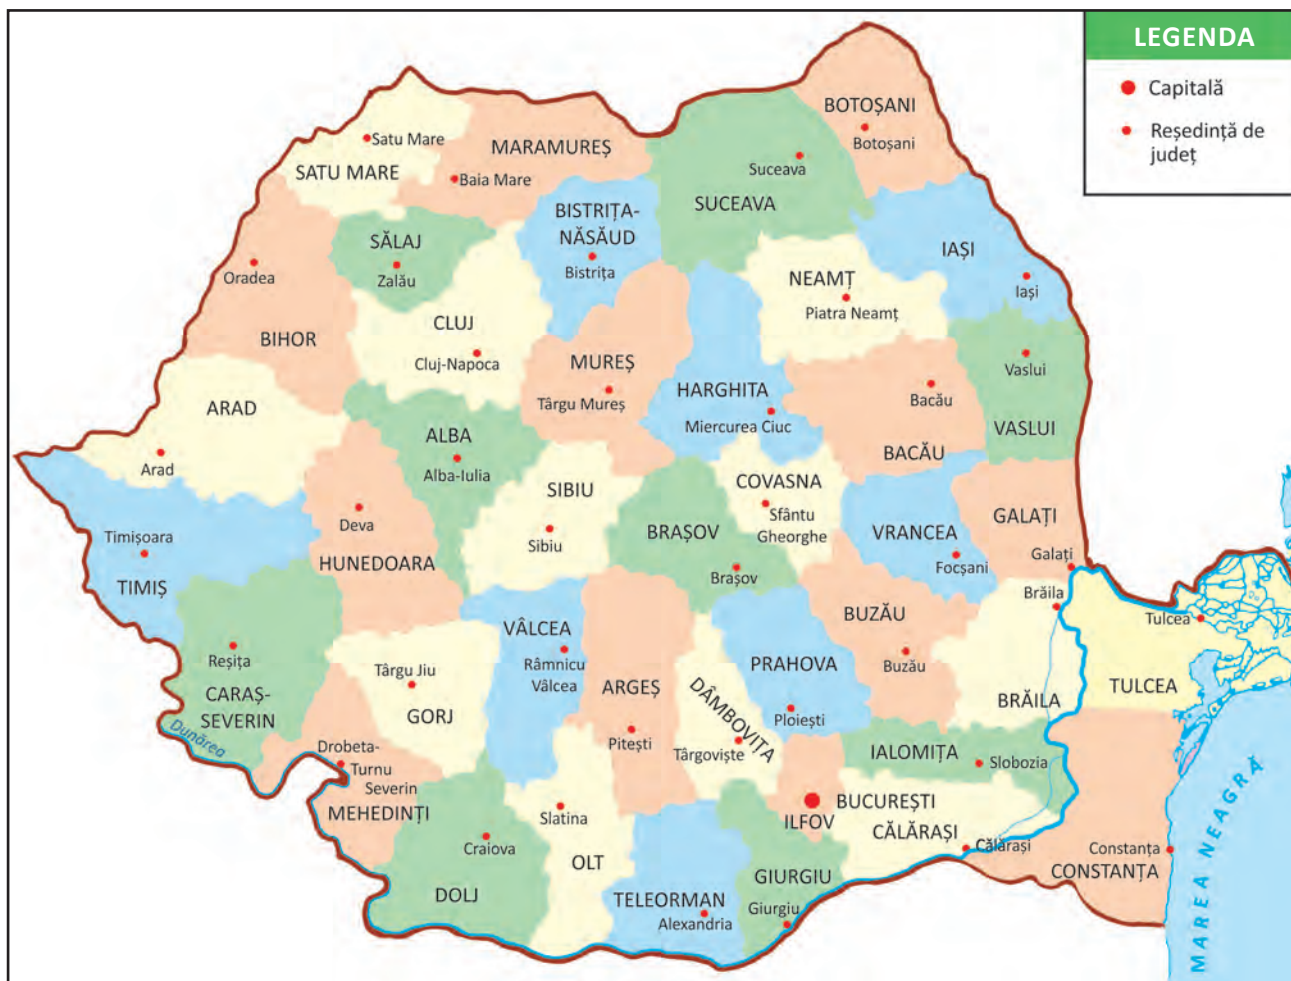 LEGENDA
Capitală
Reședință de
județ
BOTOȘANI
Botoșani
Satu Mare
SATU MARE
MARAMUREȘ
Baia Mare
Suceava
SUCEAVA
BISTRIȚA-
NĂSĂUD
Bistrița
SĂLAJ
Zalău
IAȘI
Iași
NEAMȚ
Piatra Neamț
Oradea
BIHOR
CLUJ
Cluj-Napoca
MUREȘ
Târgu Mureș
HARGHITA
Miercurea Ciuc
Bacău
BACĂU
Vaslui
VASLUI
ARAD
Arad
ALBA
Alba-Iulia
SIBIU
Sibiu
COVASNA
Sfântu
Gheorghe
BRAȘOV
Brașov
VRANCEA
Focșani
GALAȚI
Galați
Deva
HUNEDOARA
Timișoara
TIMIȘ
Reșița
CARAȘ-
SEVERIN
Dunărea
Târgu Jiu
GORJ
VÂLCEA
Râmnicu
Vâlcea
ARGEȘ
Pitești
DÂMBOVIȚA
Târgoviște
PRAHOVA
Ploiești
BUZĂU
Buzău
Brăila
BRĂILA
Tulcea
TULCEA
Drobeta-
Turnu
Severin
MEHEDINȚI
Craiova
DOLJ
Slatina
OLT
TELEORMAN
Alexandria
GIURGIU
Giurgiu
BUCUREȘTI
ILFOV
IALOMIȚA
Slobozia
CĂLĂRAȘI
Călărași
Constanța
CONSTANȚA
MAREA NEAGRĂ